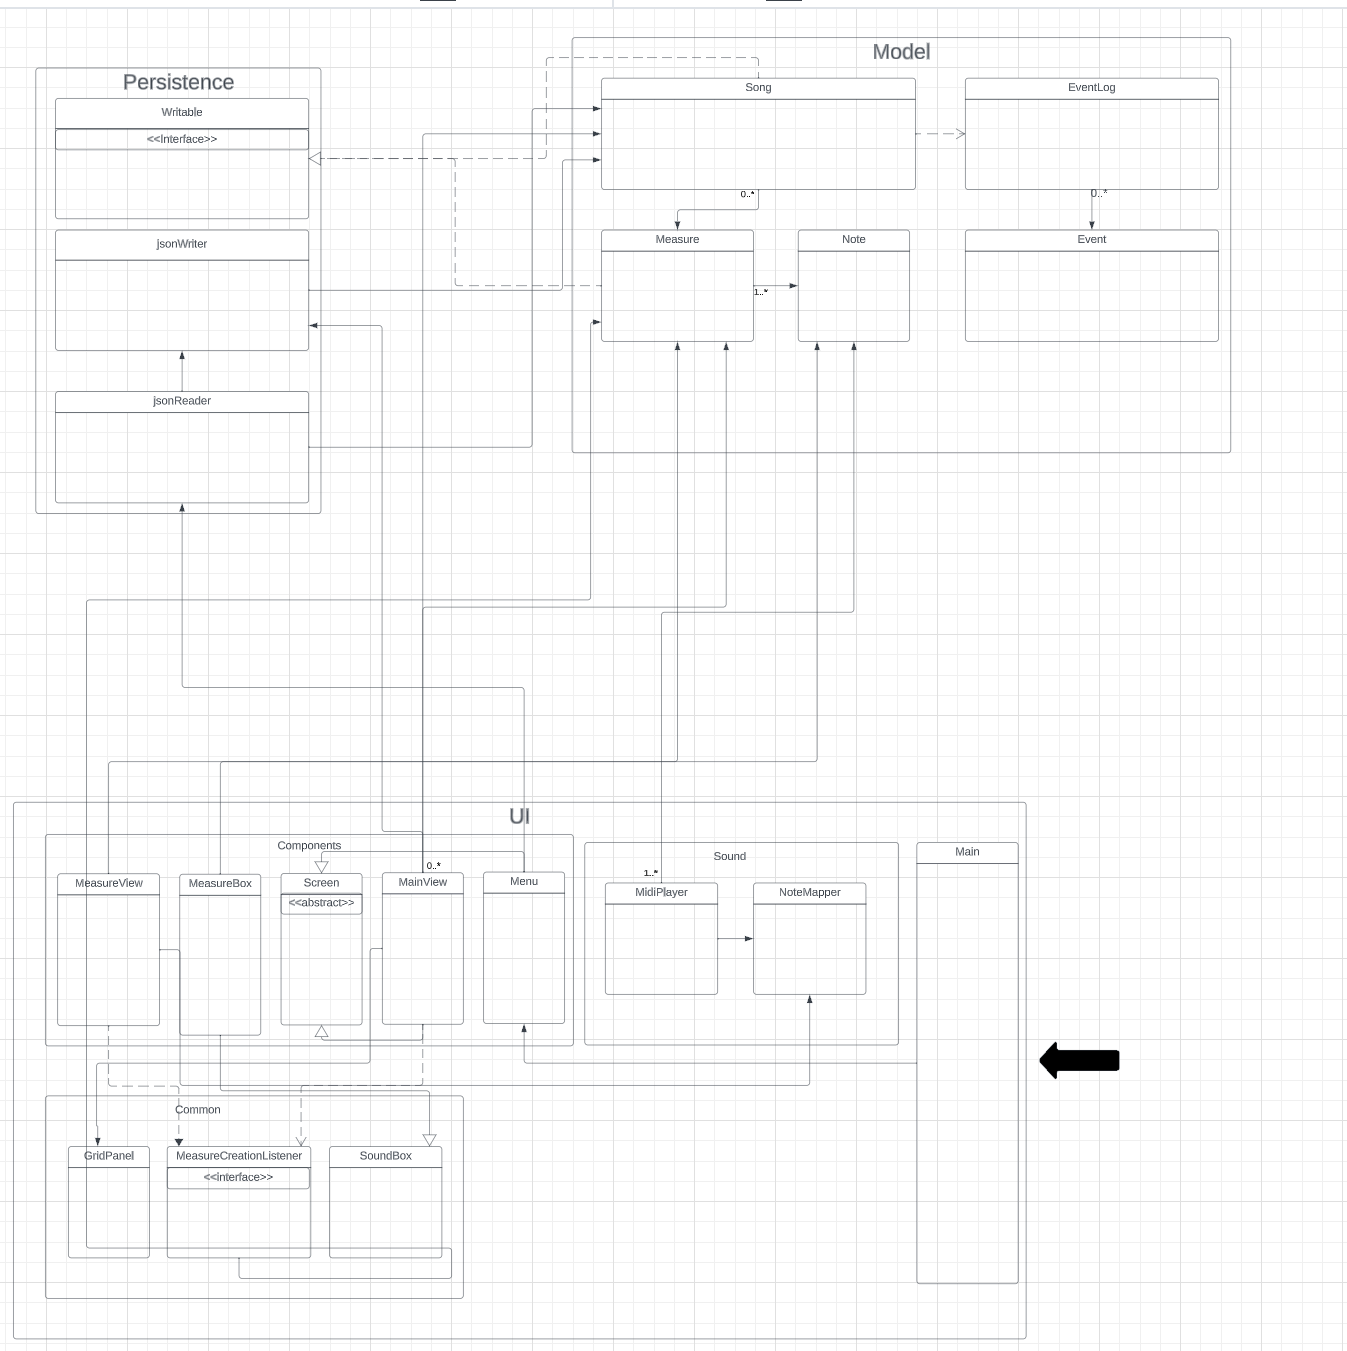 Model
Persistence
Song
EventLog
Writable
<<Interface>>
0..*
0..*
Measure
Note
Event
jsonWriter
1..*
jsonReader
UI
Components
Sound
Main
0..*
1..*
MeasureView
MeasureBox
Screen
<<abstract>>
MainView
Menu
MidiPlayer
NoteMapper
Common
GridPanel
MeasureCreationListener
<<interface>>
SoundBox